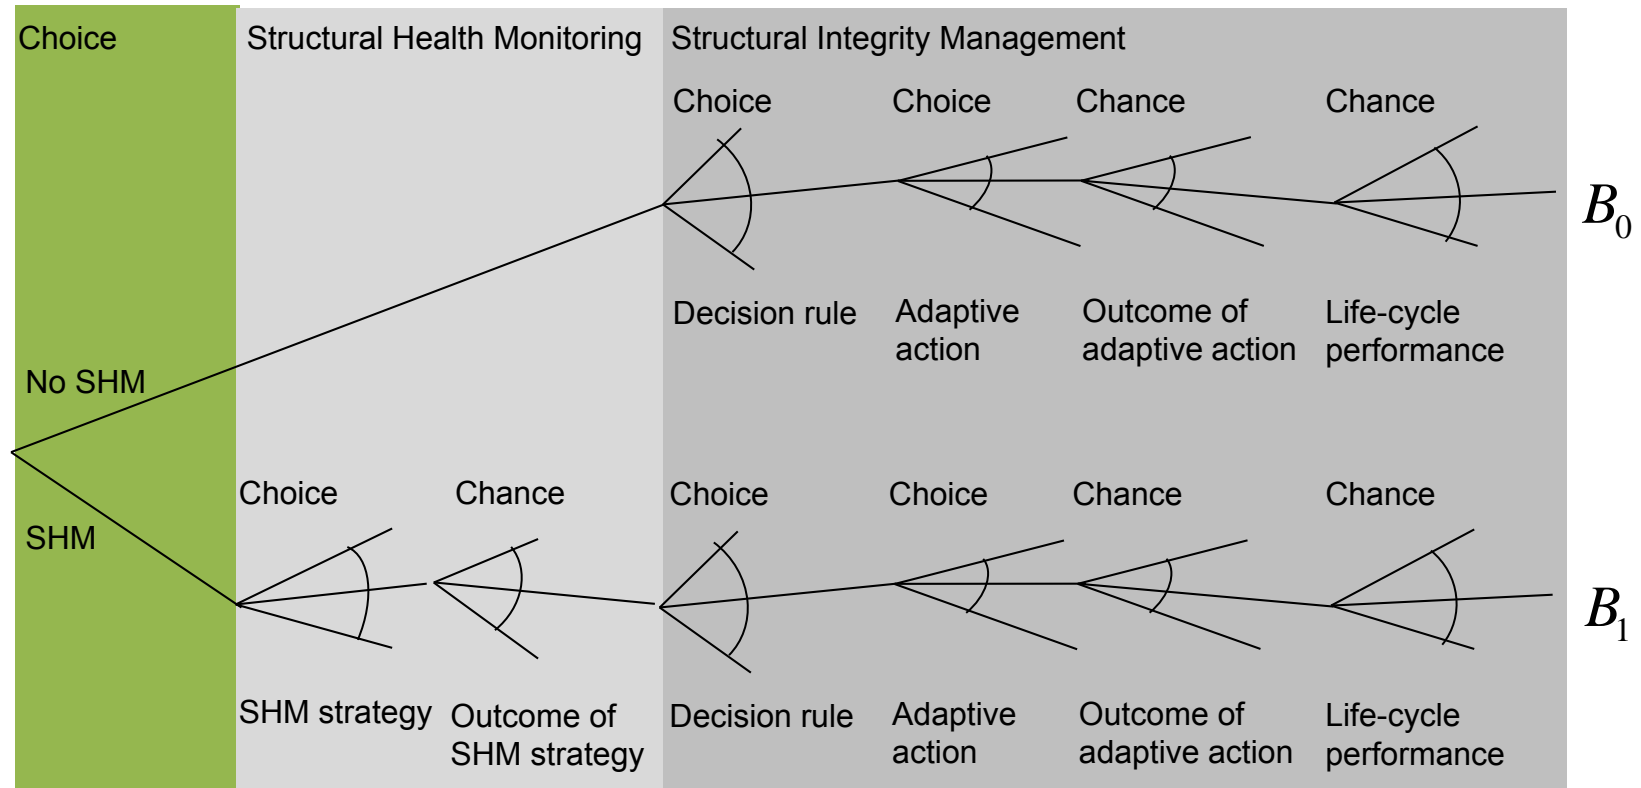 Choice
Structural Health Monitoring
Structural Integrity Management
Choice
Choice
Chance
Chance
B0
Decision rule
Adaptive
action
Outcome of
adaptive action
Life-cycle
performance
No SHM
SHM
Choice
Chance
Choice
Choice
Chance
Chance
B1
SHM strategy
Outcome of
SHM strategy
Decision rule
Adaptive
action
Outcome of
adaptive action
Life-cycle
performance